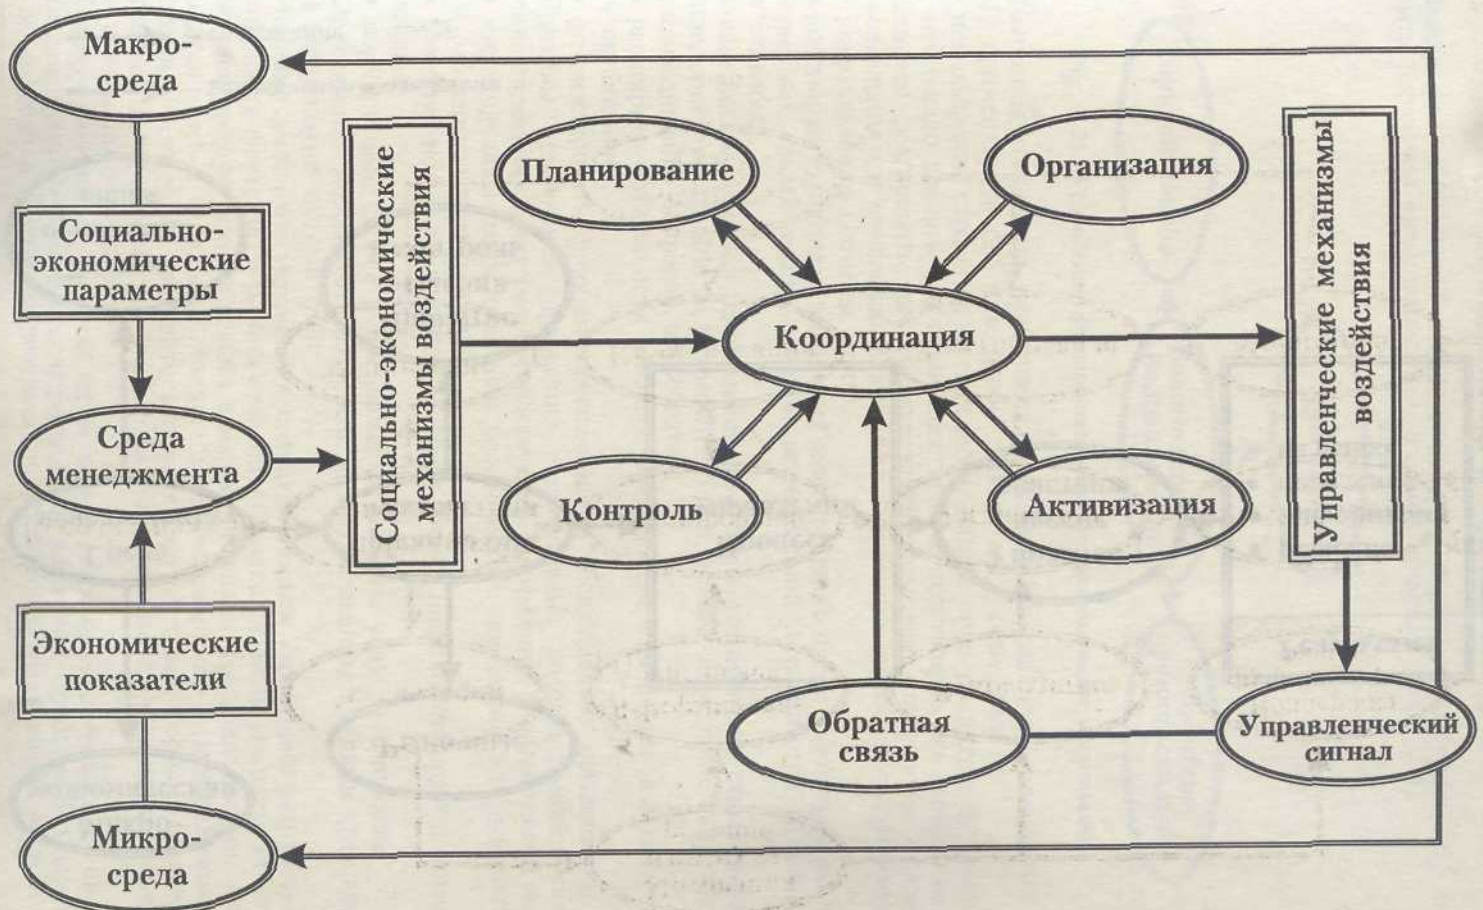 Макро-
среда
Социально-
экономические
параметры
Среда
менеджмента
Экономические
показатели
Микро-
среда
Социально-экономические
механизмы воздействия
Планирование
Организация
Координация
Контроль
Активизация
Обратная
связь
Управленческие механизмы
воздействия
Управленческий
сигнал